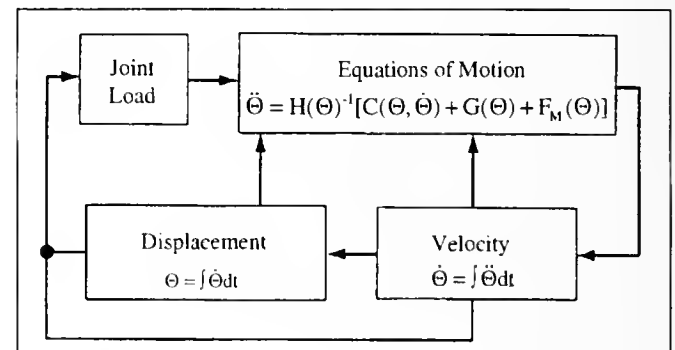 Joint
Load
Equations of Motion
Θ̈ = H(Θ)⁻¹[C(Θ, Θ̇) + G(Θ) + F_M(Θ)]
Displacement
Θ = ∫Θ̇dt
Velocity
Θ̇ = ∫Θ̈dt